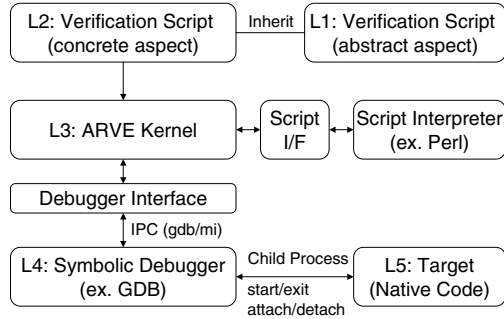 L2: Verification Script
(concrete aspect)
Inherit
L1: Verification Script
(abstract aspect)
L3: ARVE Kernel
Script
I/F
Script Interpreter
(ex. Perl)
Debugger Interface
IPC (gdb/mi)
L4: Symbolic Debugger
(ex. GDB)
Child Process
start/exit
attach/detach
L5: Target
(Native Code)